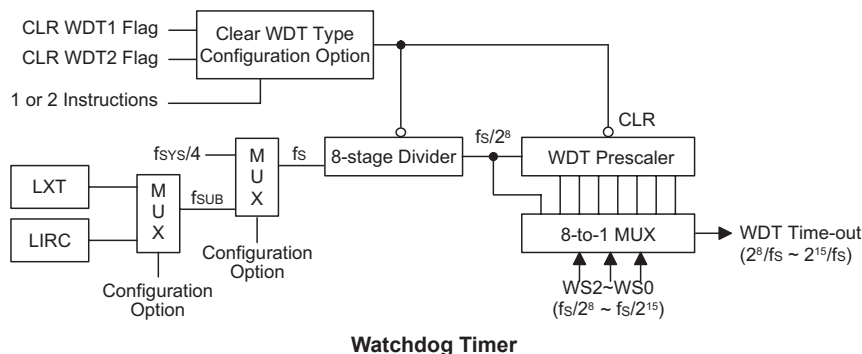 CLR WDT1 Flag
CLR WDT2 Flag
1 or 2 Instructions
Clear WDT Type
Configuration Option
CLR
fSYS/4
M
U
X
fS
8-stage Divider
fS/2⁸
WDT Prescaler
LXT
LIRC
M
U
X
fSUB
Configuration
Option
Configuration
Option
8-to-1 MUX
WDT Time-out
(2⁸/fS ~ 2¹⁵/fS)
WS2~WS0
(fS/2⁸ ~ fS/2¹⁵)
Watchdog Timer